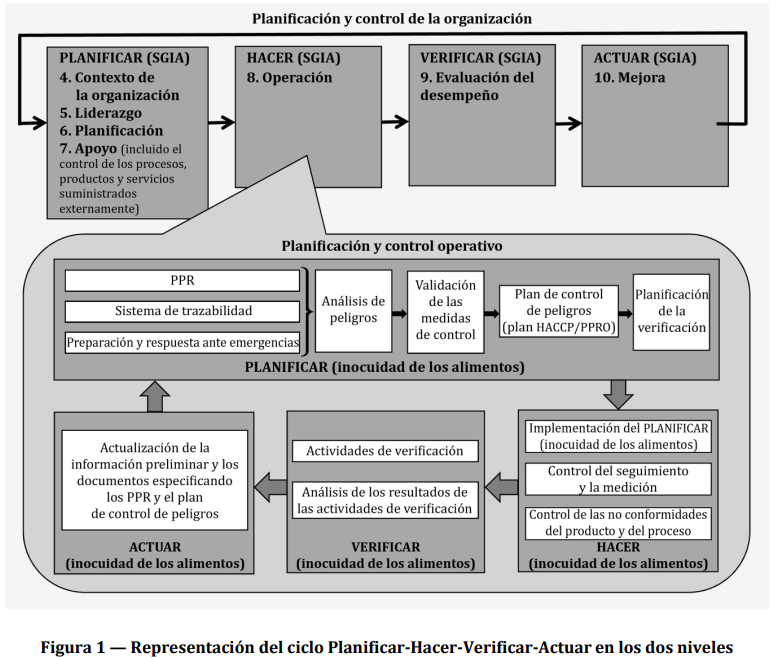 Planificación y control de la organización
PLANIFICAR (SGIA)
4. Contexto de
la organización
5. Liderazgo
6. Planificación
7. Apoyo (incluido el
control de los procesos,
productos y servicios
suministrados
externamente)
HACER (SGIA)
8. Operación
VERIFICAR (SGIA)
9. Evaluación del
desempeño
ACTUAR (SGIA)
10. Mejora
Planificación y control operativo
PPR
Sistema de trazabilidad
Preparación y respuesta ante emergencias
Análisis de
peligros
Validación
de las
medidas
de control
Plan de control
de peligros
(plan HACCP/PPRO)
Planificación
de la
verificación
PLANIFICAR (inocuidad de los alimentos)
Implementación del PLANIFICAR
(inocuidad de los alimentos)
Control del seguimiento
y la medición
Control de las no conformidades
del producto y del proceso
HACER
(inocuidad de los alimentos)
Actividades de verificación
Análisis de los resultados de
las actividades de verificación
VERIFICAR
(inocuidad de los alimentos)
Actualización de la
información preliminar y los
documentos especificando
los PPR y el plan
de control de peligros
ACTUAR
(inocuidad de los alimentos)
Figura 1 — Representación del ciclo Planificar-Hacer-Verificar-Actuar en los dos niveles